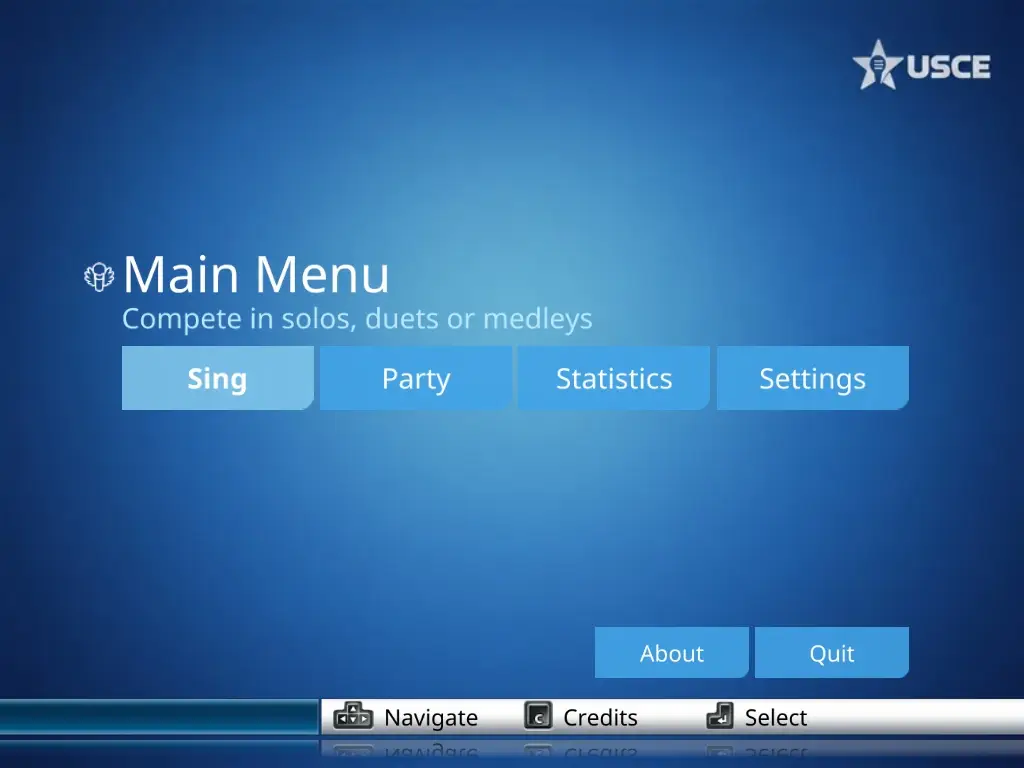 USCE
Main Menu
Compete in solos, duets or medleys
Sing Party Statistics Settings
About Quit
Navigate C Credits Select